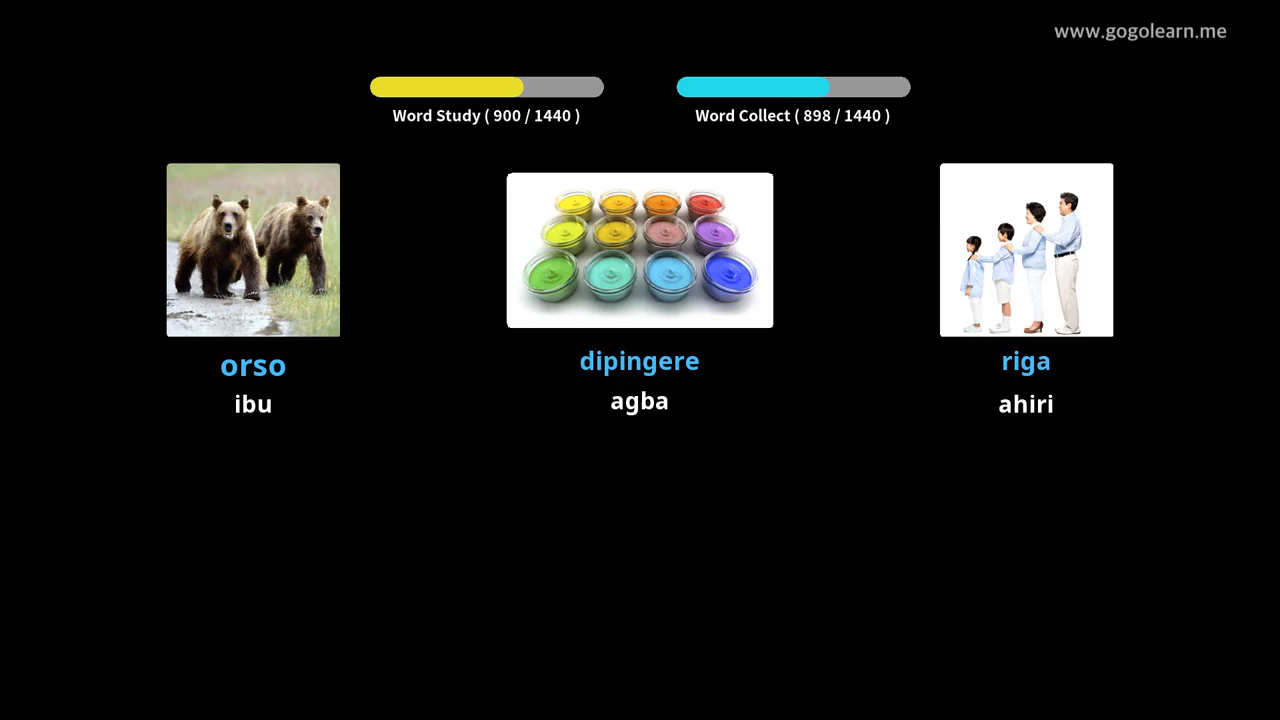 www.gogolearn.me
Word Study ( 900 / 1440 )
Word Collect ( 898 / 1440 )
orso
ibu
dipingere
agba
riga
ahiri